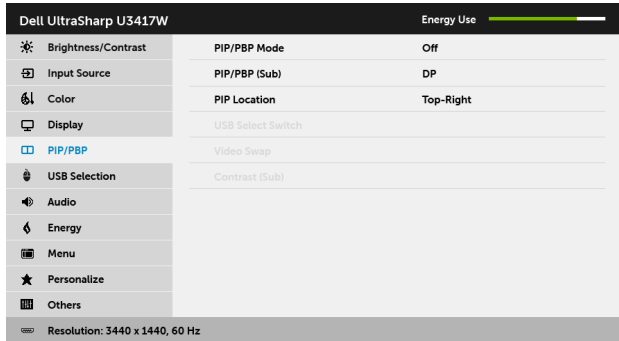 Dell UltraSharp U3417W Energy Use
Brightness/Contrast PIP/PBP Mode Off
Input Source PIP/PBP (Sub) DP
Color PIP Location Top-Right
Display USB Select Switch
PIP/PBP Video Swap
USB Selection Contrast (Sub)
Audio
Energy
Menu
Personalize
Others
Resolution: 3440 x 1440, 60 Hz